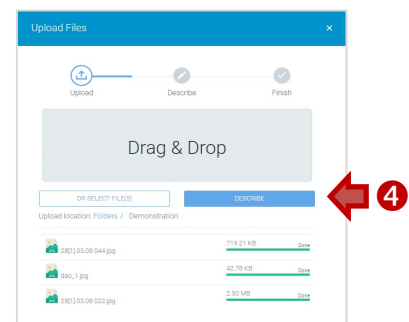 Upload Files ×
Upload Describe Finish
Drag & Drop
OR SELECT FILE(S) DESCRIBE
4
Upload location: Folders / Demonstration
28[1].03.08 044.jpg 719.21 KB Done
dao_1.jpg 42.78 KB Done
28[1].03.08 022.jpg 2.50 MB Done